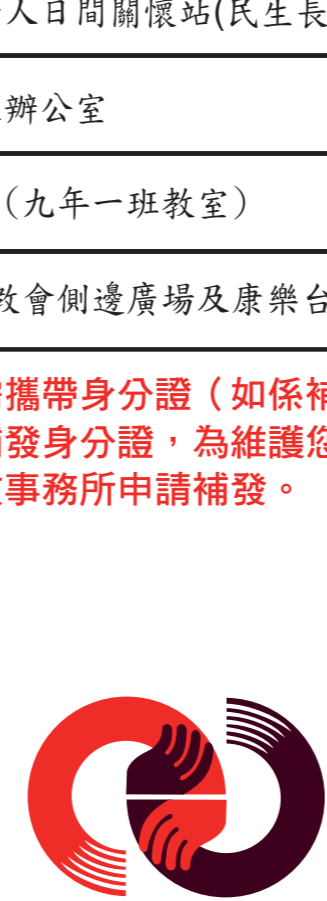 人日間關懷站(民生長
辦公室
（九年一班教室）
教會側邊廣場及康樂台
攜帶身分證（如係補
發身分證，為維護您
事務所申請補發。